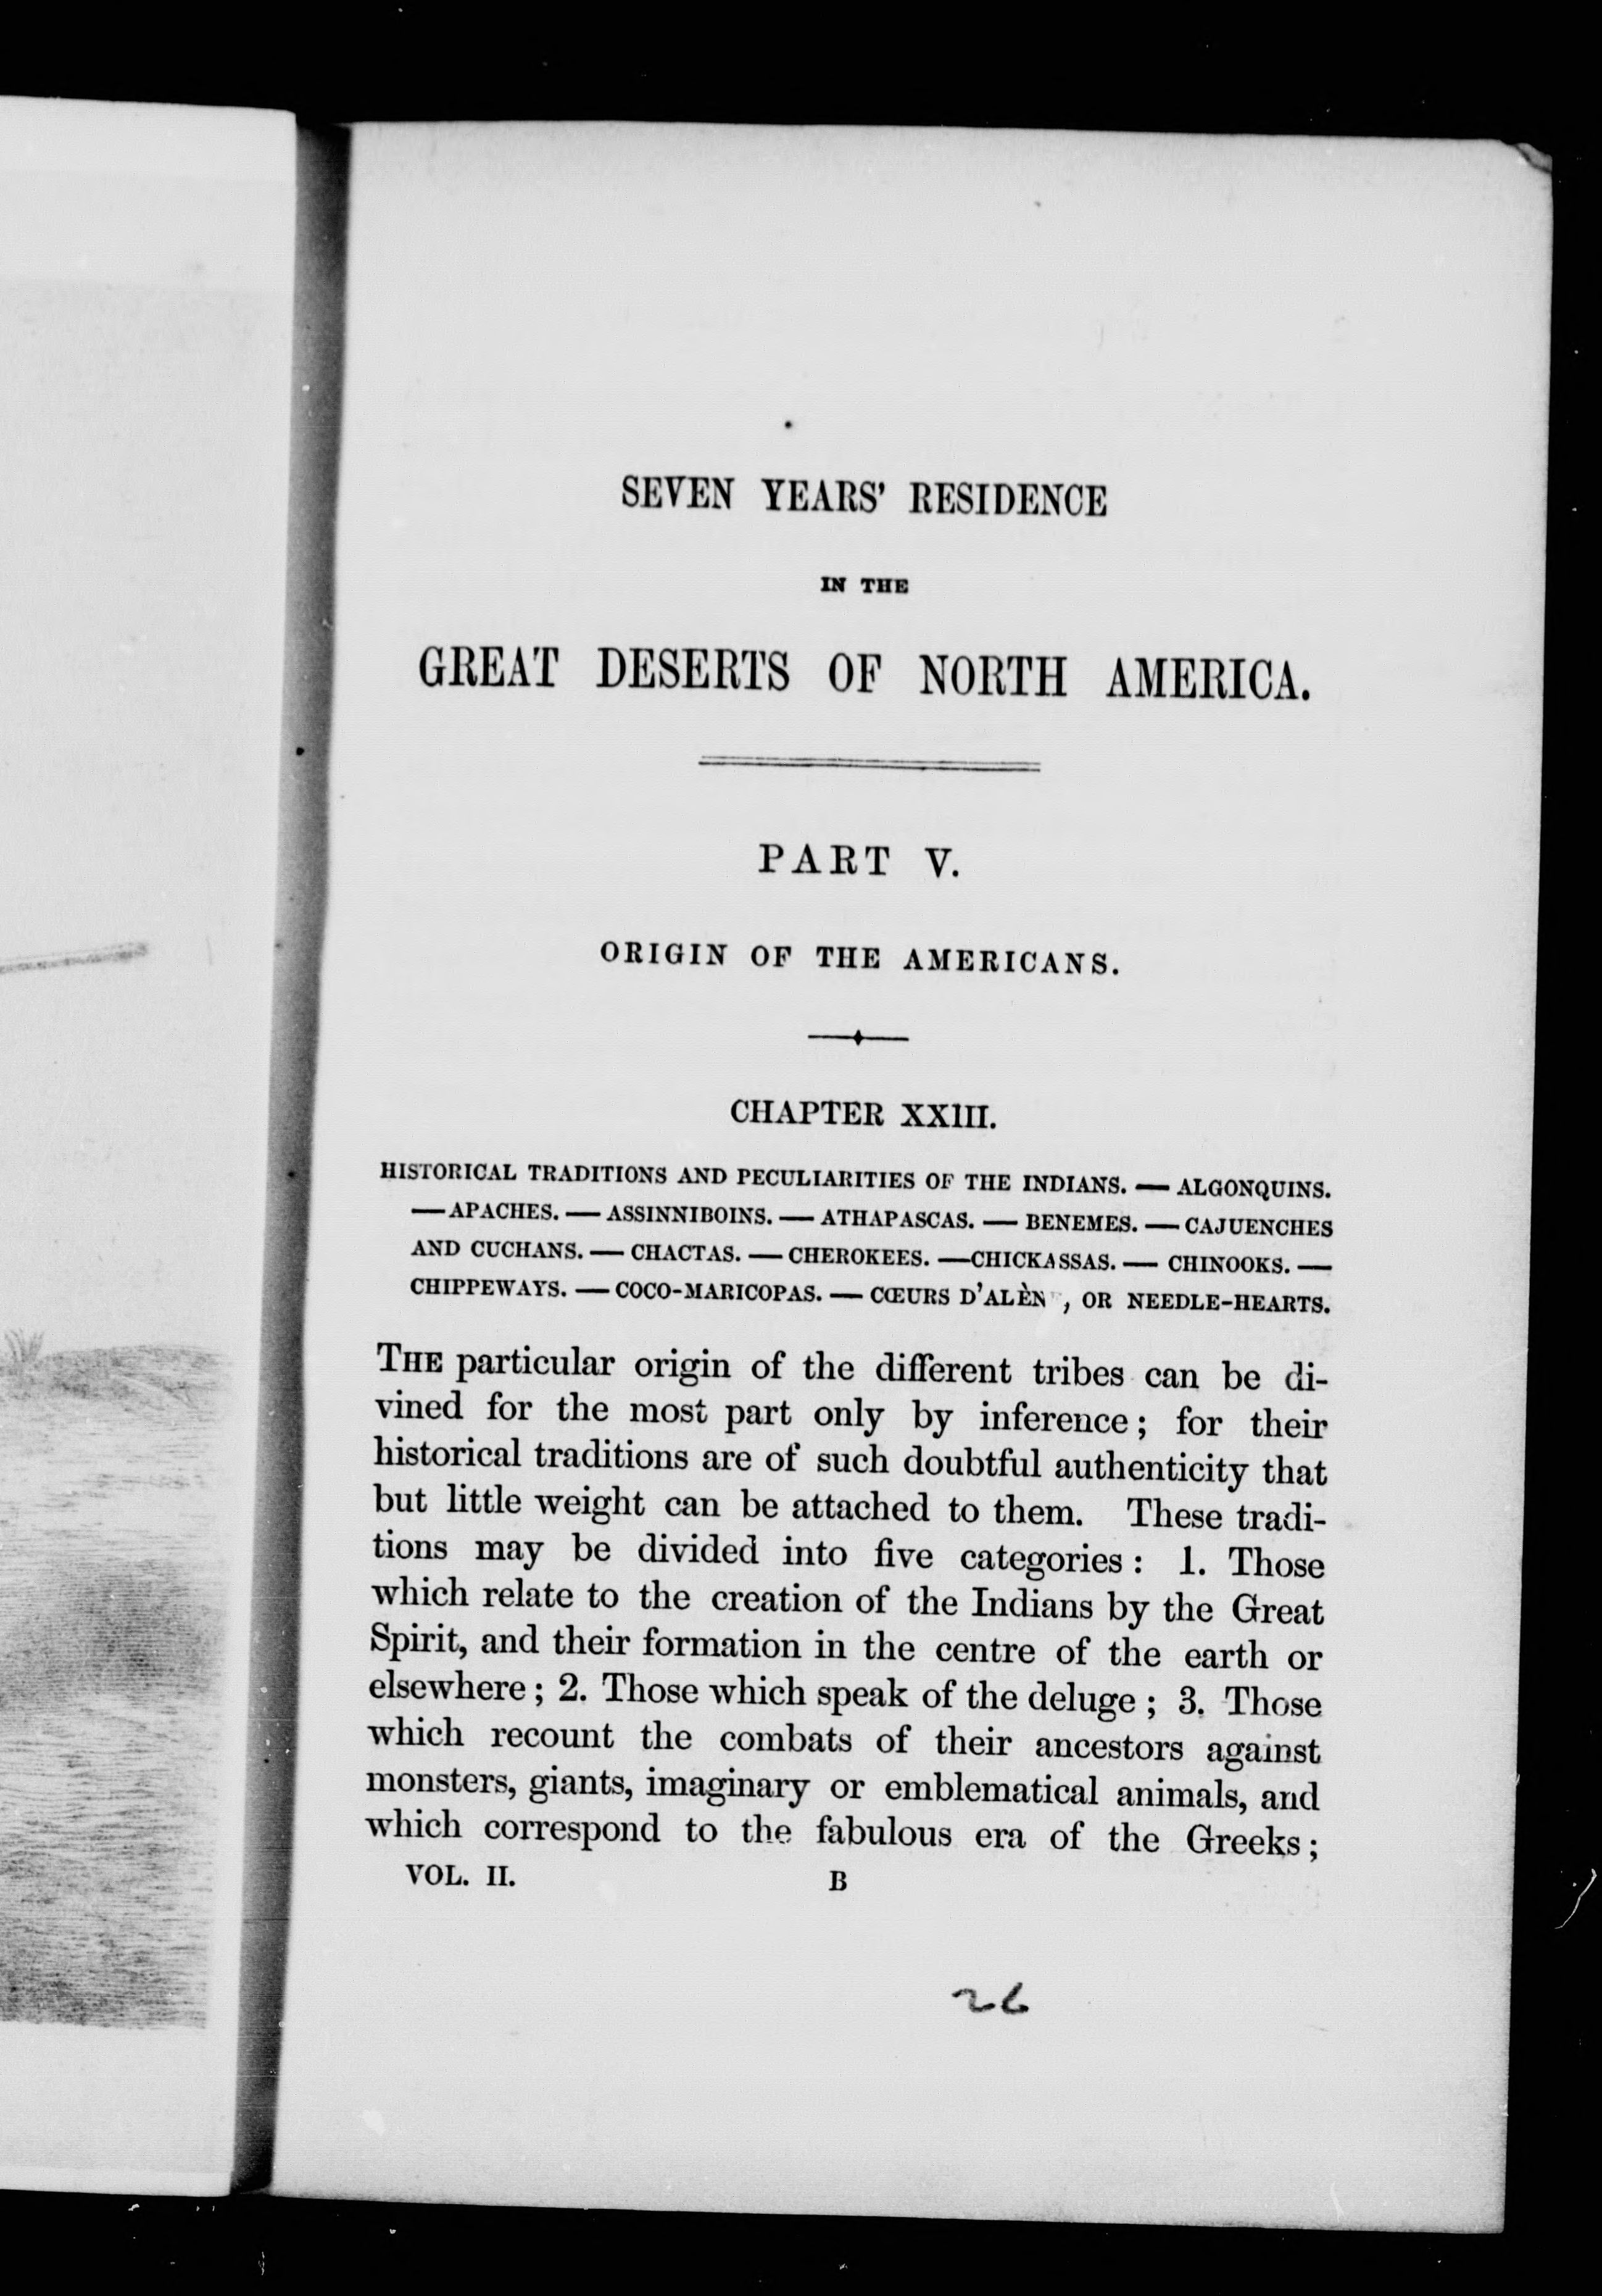 SEVEN YEARS' RESIDENCE
IN THE
GREAT DESERTS OF NORTH AMERICA.
PART V.
ORIGIN OF THE AMERICANS.
CHAPTER XXIII.
HISTORICAL TRADITIONS AND PECULIARITIES OF THE INDIANS. — ALGONQUINS.
— APACHES. — ASSINNIBOINS. — ATHAPASCAS. — BENEMES. — CAJUENCHES
AND CUCHANS. — CHACTAS. — CHEROKEES. — CHICKASSAS. — CHINOOKS. —
CHIPPEWAYS. — COCO-MARICOPAS. — CŒURS D'ALÈN , OR NEEDLE-HEARTS.
THE particular origin of the different tribes can be di-
vined for the most part only by inference; for their
historical traditions are of such doubtful authenticity that
but little weight can be attached to them. These tradi-
tions may be divided into five categories: 1. Those
which relate to the creation of the Indians by the Great
Spirit, and their formation in the centre of the earth or
elsewhere; 2. Those which speak of the deluge; 3. Those
which recount the combats of their ancestors against
monsters, giants, imaginary or emblematical animals, and
which correspond to the fabulous era of the Greeks;
VOL. II. B
26